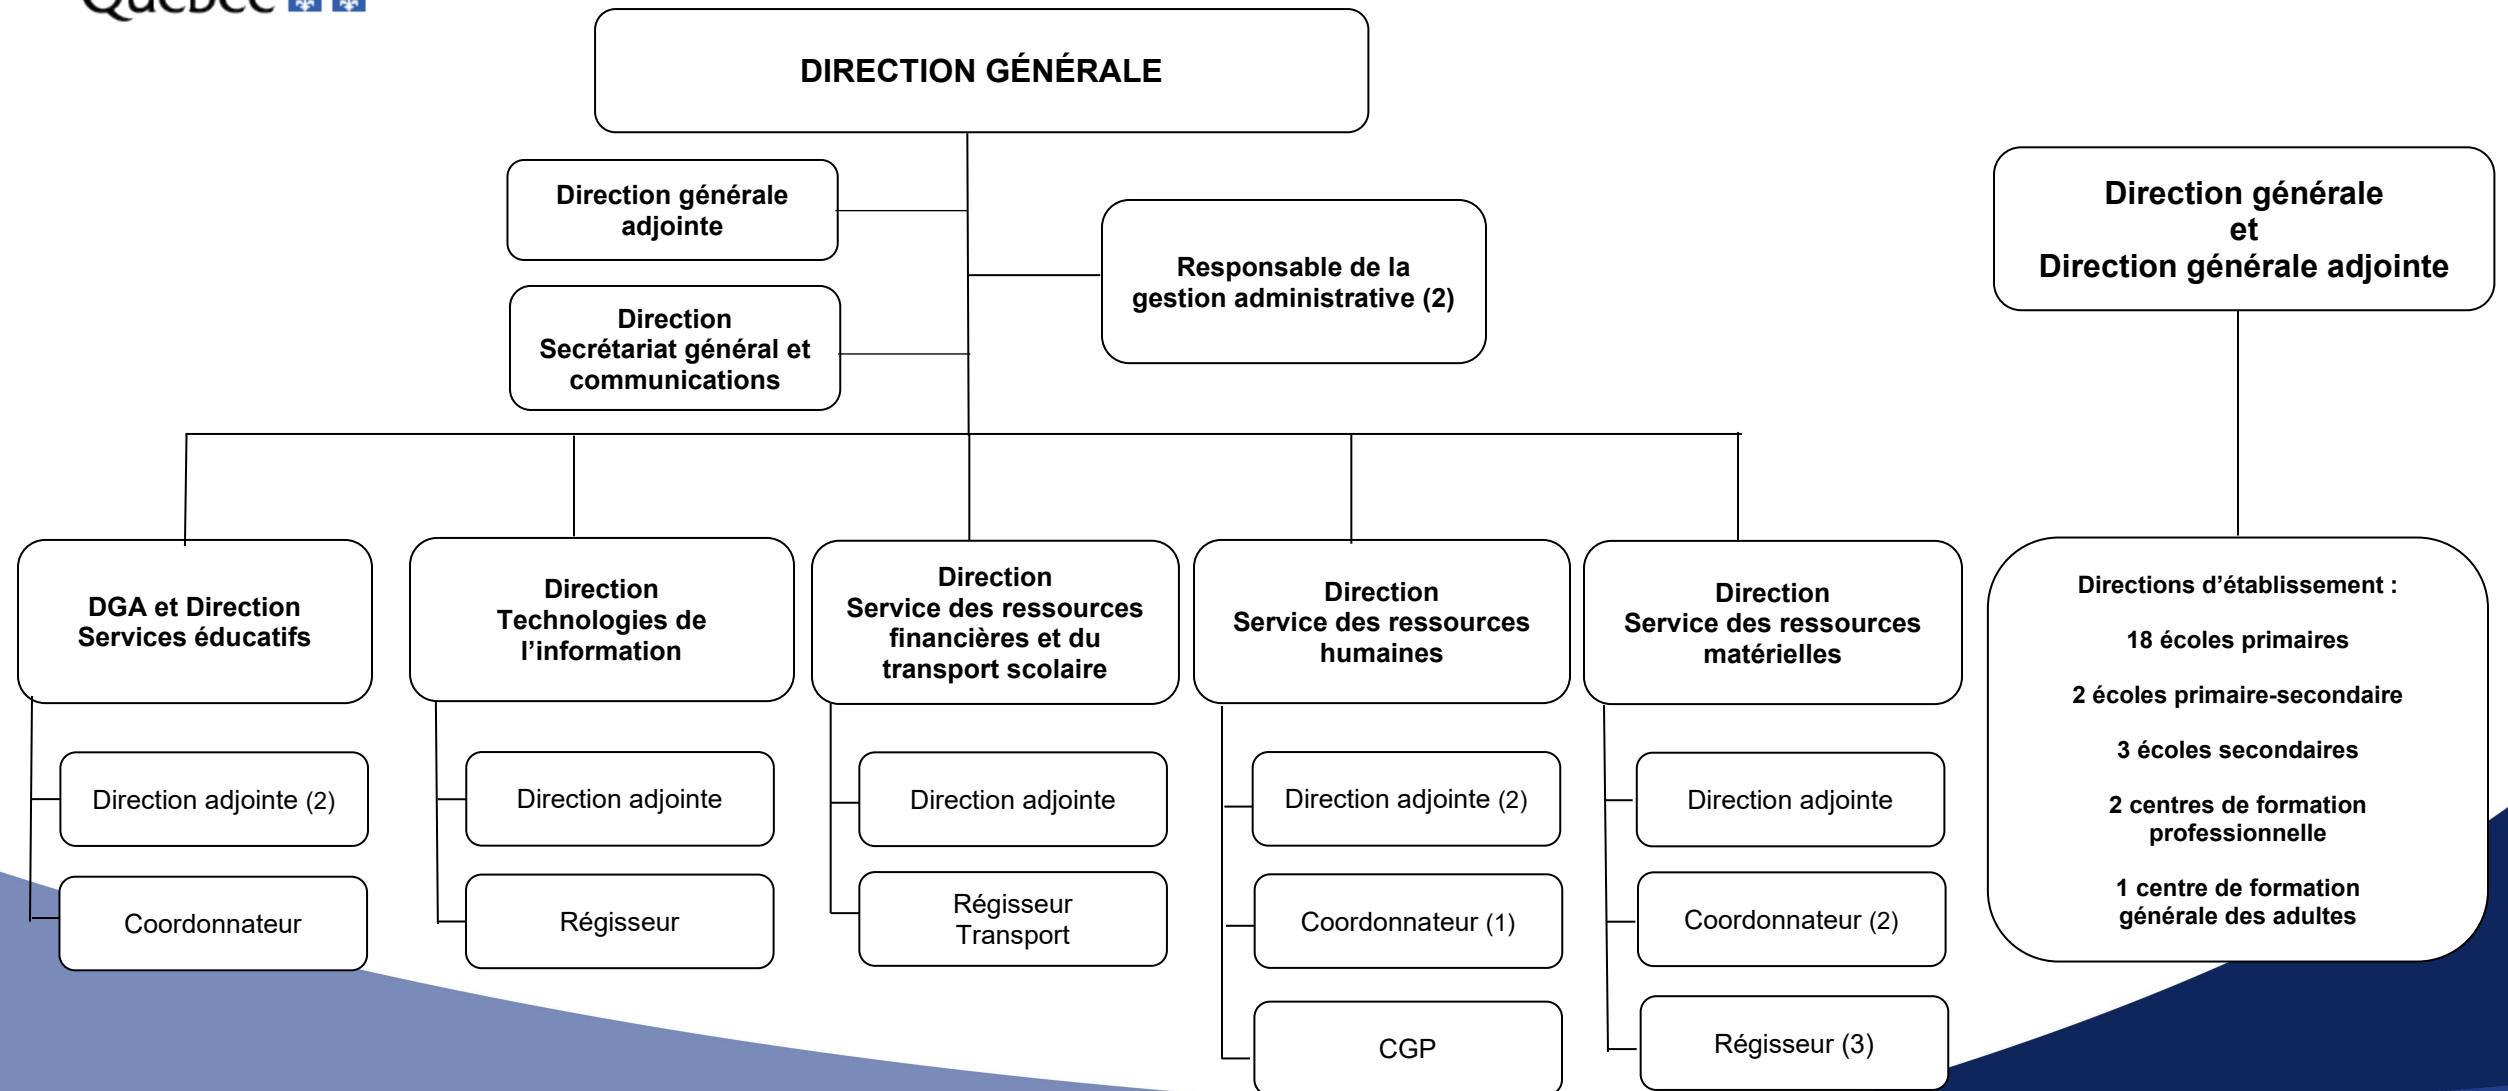 Québec
DIRECTION GÉNÉRALE
Direction générale
adjointe
Responsable de la
gestion administrative (2)
Direction
Secrétariat général et
communications
Direction générale
et
Direction générale adjointe
DGA et Direction
Services éducatifs
Direction adjointe (2)
Coordonnateur
Direction
Technologies de
l’information
Direction adjointe
Régisseur
Direction
Service des ressources
financières et du
transport scolaire
Direction adjointe
Régisseur
Transport
Direction
Service des ressources
humaines
Direction adjointe (2)
Coordonnateur (1)
CGP
Direction
Service des ressources
matérielles
Direction adjointe
Coordonnateur (2)
Régisseur (3)
Directions d’établissement :
18 écoles primaires
2 écoles primaire-secondaire
3 écoles secondaires
2 centres de formation
professionnelle
1 centre de formation
générale des adultes